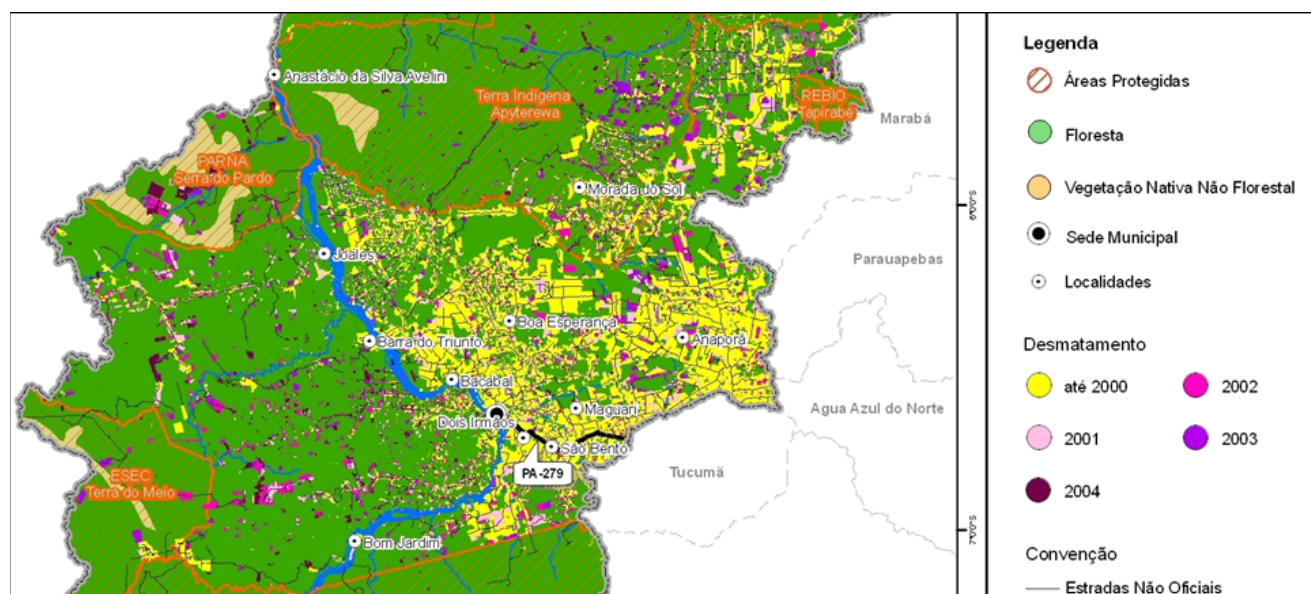 Anastácio da Silva Avelin
Terra Indígena
Apyterewa
REBIO
Tapirabé
Marabá
PARNA
Serra do Pardo
Morada do Sol
Joales
Parauapebas
Boa Esperança
Barra do Triunfo
Anaporã
Bacabal
Maguari
Agua Azul do Norte
Dois Irmãos
São Bento
PA-279
Tucumã
ESEC
Terra do Meio
Bom Jardim
6°0'0"S
7°0'0"S
Legenda
Áreas Protegidas
Floresta
Vegetação Nativa Não Florestal
Sede Municipal
Localidades
Desmatamento
até 2000
2002
2001
2003
2004
Convenção
Estradas Não Oficiais